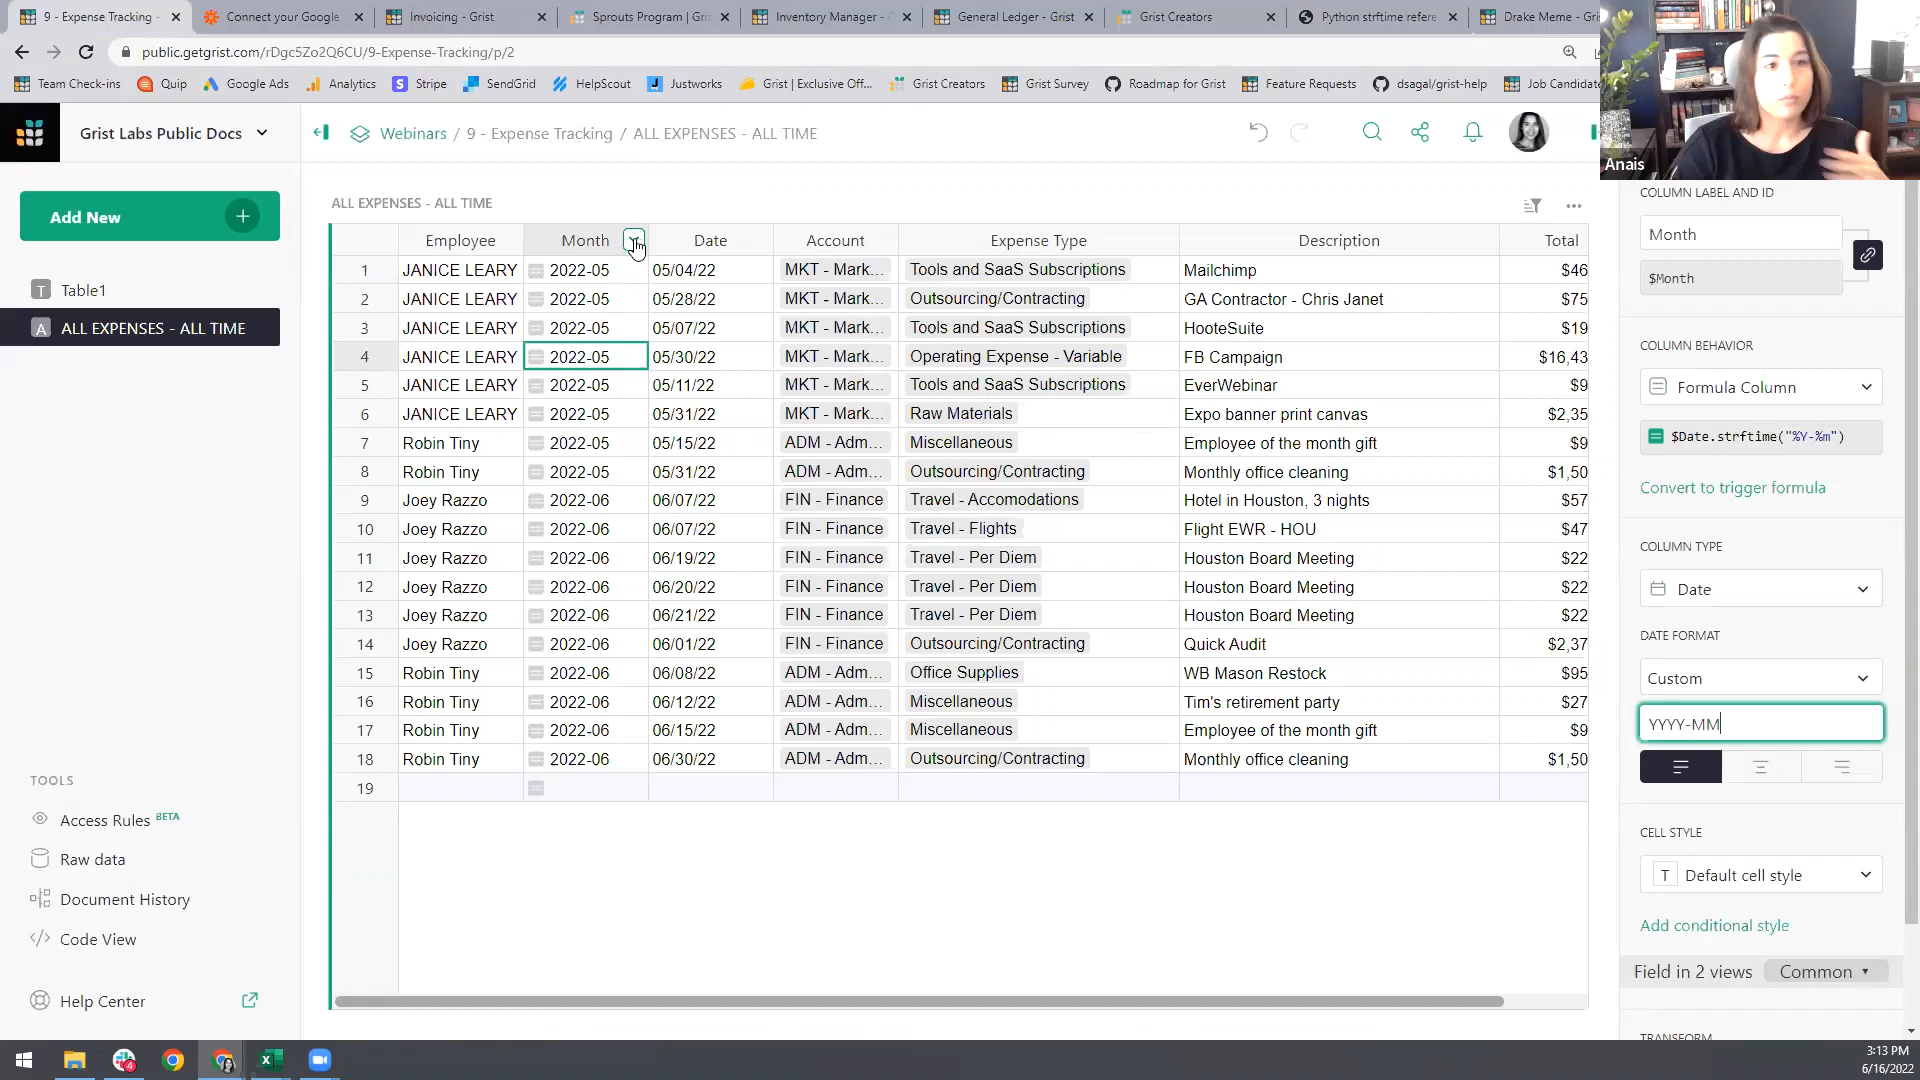 9 - Expense Tracking -
Connect your Google
Invoicing - Grist
Sprouts Program | Gris
Inventory Manager -
General Ledger - Grist
Grist Creators
Python strftime refere
Drake Meme - Gri
public.getgrist.com/rDgc5Zo2Q6CU/9-Expense-Tracking/p/2
Team Check-ins
Quip
Google Ads
Analytics
Stripe
SendGrid
HelpScout
Justworks
Grist | Exclusive Off...
Grist Creators
Grist Survey
Roadmap for Grist
Feature Requests
dsagal/grist-help
Job Candidate
Anais
Grist Labs Public Docs
Webinars / 9 - Expense Tracking / ALL EXPENSES - ALL TIME
Add New
Table1
A ALL EXPENSES - ALL TIME
TOOLS
Access Rules BETA
Raw data
Document History
Code View
Help Center
ALL EXPENSES - ALL TIME
Employee Month Date Account Expense Type Description Total
1 JANICE LEARY 2022-05 05/04/22 MKT - Mark... Tools and SaaS Subscriptions Mailchimp $46
2 JANICE LEARY 2022-05 05/28/22 MKT - Mark... Outsourcing/Contracting GA Contractor - Chris Janet $75
3 JANICE LEARY 2022-05 05/07/22 MKT - Mark... Tools and SaaS Subscriptions HooteSuite $19
4 JANICE LEARY 2022-05 05/30/22 MKT - Mark... Operating Expense - Variable FB Campaign $16,43
5 JANICE LEARY 2022-05 05/11/22 MKT - Mark... Tools and SaaS Subscriptions EverWebinar $9
6 JANICE LEARY 2022-05 05/31/22 MKT - Mark... Raw Materials Expo banner print canvas $2,35
7 Robin Tiny 2022-05 05/15/22 ADM - Adm... Miscellaneous Employee of the month gift $9
8 Robin Tiny 2022-05 05/31/22 ADM - Adm... Outsourcing/Contracting Monthly office cleaning $1,50
9 Joey Razzo 2022-06 06/07/22 FIN - Finance Travel - Accomodations Hotel in Houston, 3 nights $57
10 Joey Razzo 2022-06 06/07/22 FIN - Finance Travel - Flights Flight EWR - HOU $47
11 Joey Razzo 2022-06 06/19/22 FIN - Finance Travel - Per Diem Houston Board Meeting $22
12 Joey Razzo 2022-06 06/20/22 FIN - Finance Travel - Per Diem Houston Board Meeting $22
13 Joey Razzo 2022-06 06/21/22 FIN - Finance Travel - Per Diem Houston Board Meeting $22
14 Joey Razzo 2022-06 06/01/22 FIN - Finance Outsourcing/Contracting Quick Audit $2,37
15 Robin Tiny 2022-06 06/08/22 ADM - Adm... Office Supplies WB Mason Restock $95
16 Robin Tiny 2022-06 06/12/22 ADM - Adm... Miscellaneous Tim's retirement party $27
17 Robin Tiny 2022-06 06/15/22 ADM - Adm... Miscellaneous Employee of the month gift $9
18 Robin Tiny 2022-06 06/30/22 ADM - Adm... Outsourcing/Contracting Monthly office cleaning $1,50
19
COLUMN LABEL AND ID
Month
$Month
COLUMN BEHAVIOR
Formula Column
$Date.strftime("%Y-%m")
Convert to trigger formula
COLUMN TYPE
Date
DATE FORMAT
Custom
YYYY-MM
CELL STYLE
T Default cell style
Add conditional style
Field in 2 views Common
TRANSFORM
3:13 PM
6/16/2022